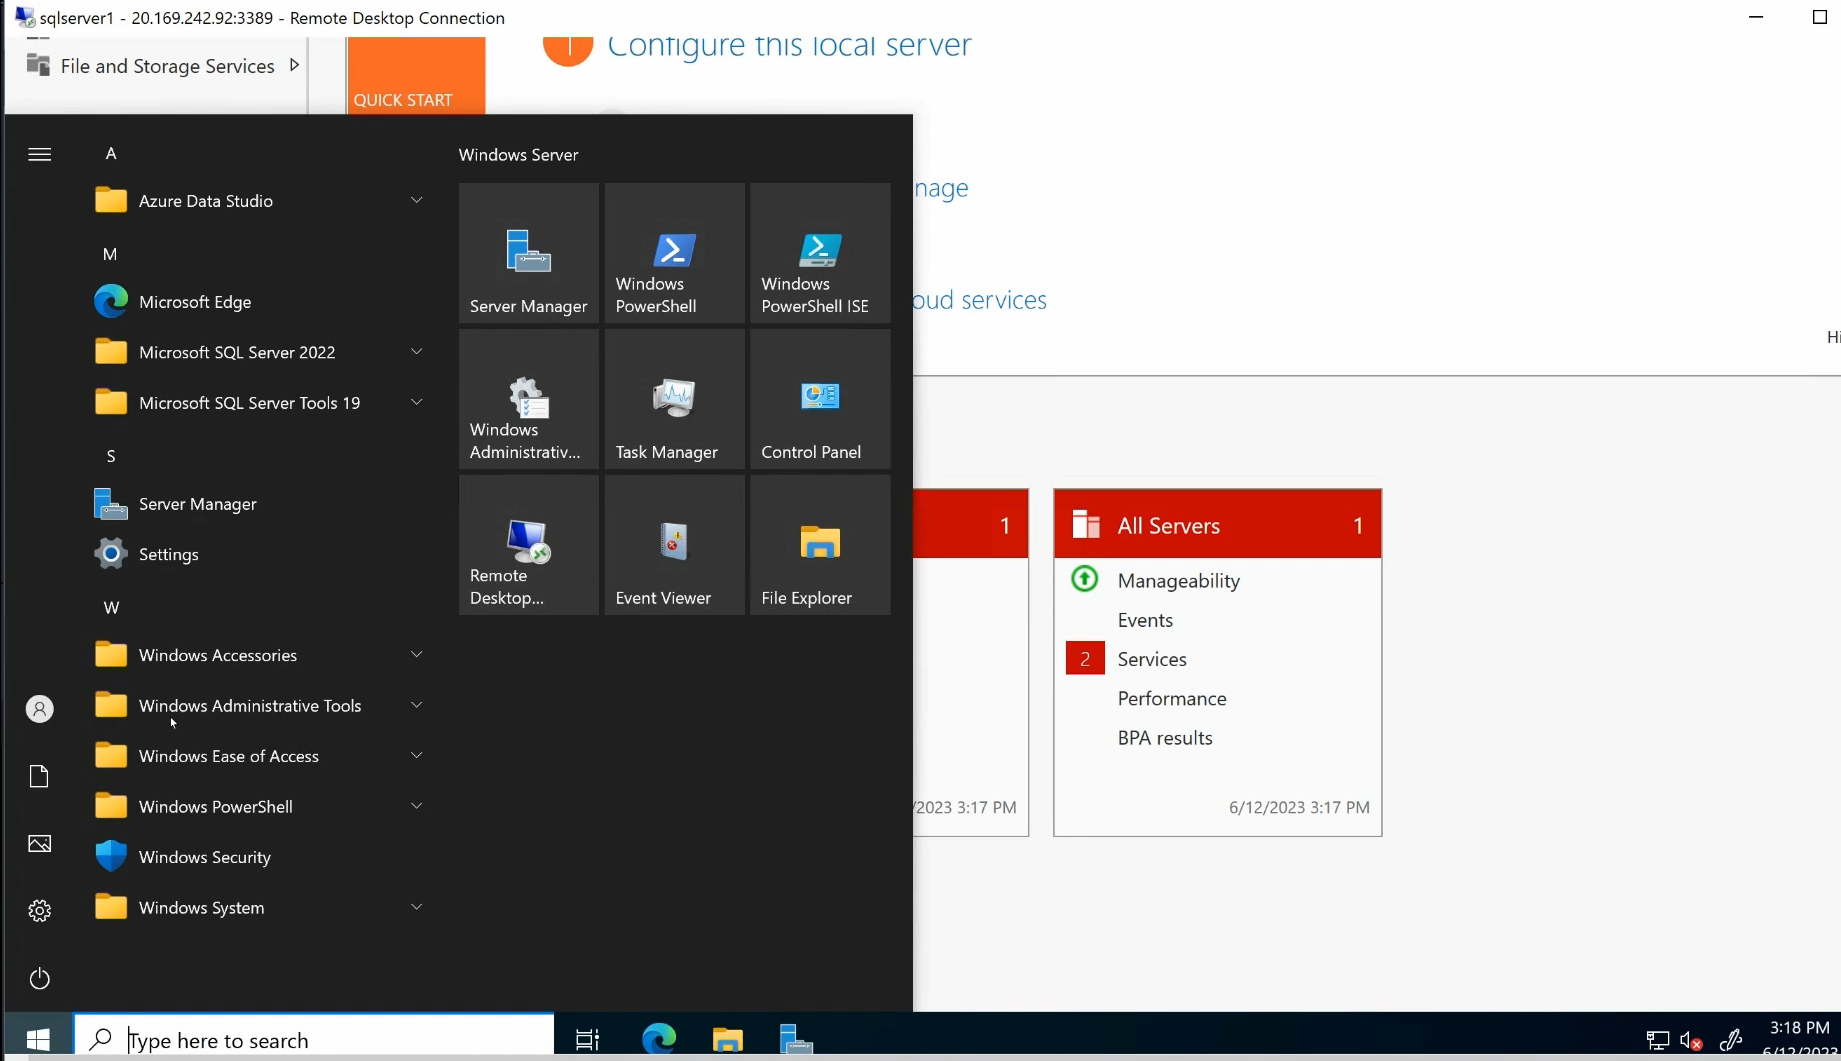 sqlserver1 - 20.169.242.92:3389 - Remote Desktop Connection
File and Storage Services
QUICK START
1
Configure this local server
A
Azure Data Studio
M
Microsoft Edge
Microsoft SQL Server 2022
Microsoft SQL Server Tools 19
S
Server Manager
Settings
W
Windows Accessories
Windows Administrative Tools
Windows Ease of Access
Windows PowerShell
Windows Security
Windows System
Windows Server
Server Manager
Windows
PowerShell
Windows
PowerShell ISE
Windows
Administrativ...
Task Manager
Control Panel
Remote
Desktop...
Event Viewer
File Explorer
nage
oud services
Hi
1
/2023 3:17 PM
All Servers 1
Manageability
Events
2 Services
Performance
BPA results
6/12/2023 3:17 PM
Type here to search
3:18 PM
6/12/2023